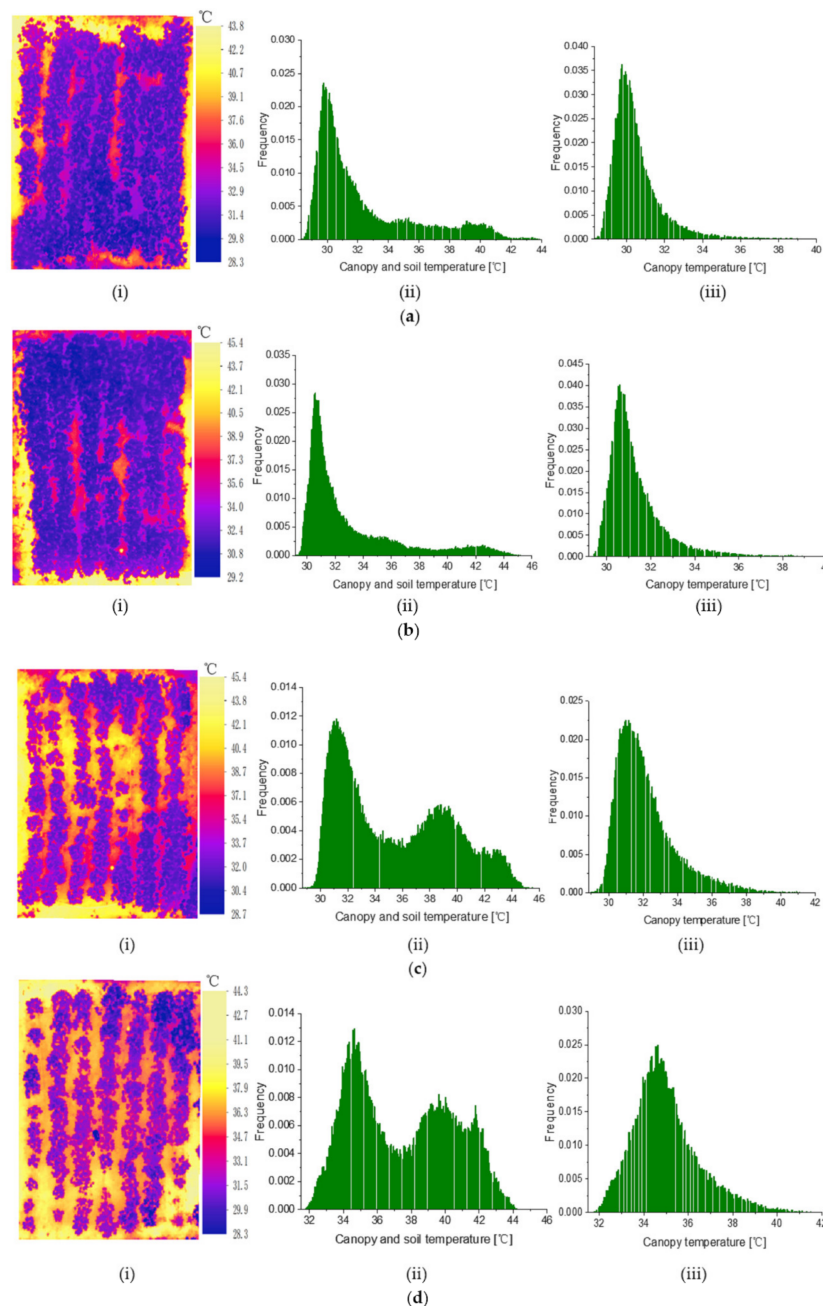 ℃
43.8
42.2
40.7
39.1
37.6
36.0
34.5
32.9
31.4
29.8
28.3
(i)
0.030
0.025
0.020
0.015
0.010
0.005
0.000
Frequency
30 32 34 36 38 40 42 44
Canopy and soil temperature [℃]
(ii)
0.040
0.035
0.030
0.025
0.020
0.015
0.010
0.005
0.000
Frequency
30 32 34 36 38 40
Canopy temperature [℃]
(iii)
(a)
℃
45.4
43.7
42.1
40.5
38.9
37.3
35.6
34.0
32.4
30.8
29.2
(i)
0.035
0.030
0.025
0.020
0.015
0.010
0.005
0.000
Frequency
30 32 34 36 38 40 42 44 46
Canopy and soil temperature [℃]
(ii)
0.045
0.040
0.035
0.030
0.025
0.020
0.015
0.010
0.005
0.000
Frequency
30 32 34 36 38 40
Canopy temperature [℃]
(iii)
(b)
℃
45.4
43.8
42.1
40.4
38.7
37.1
35.4
33.7
32.0
30.4
28.7
(i)
0.014
0.012
0.010
0.008
0.006
0.004
0.002
0.000
Frequency
30 32 34 36 38 40 42 44 46
Canopy and soil temperature [℃]
(ii)
0.025
0.020
0.015
0.010
0.005
0.000
Frequency
30 32 34 36 38 40 42
Canopy temperature [℃]
(iii)
(c)
℃
44.3
42.7
41.1
39.5
37.9
36.3
34.7
33.1
31.5
29.9
28.3
(i)
0.014
0.012
0.010
0.008
0.006
0.004
0.002
0.000
Frequency
32 34 36 38 40 42 44 46
Canopy and soil temperature [℃]
(ii)
0.030
0.025
0.020
0.015
0.010
0.005
0.000
Frequency
32 34 36 38 40 42
Canopy temperature [℃]
(iii)
(d)